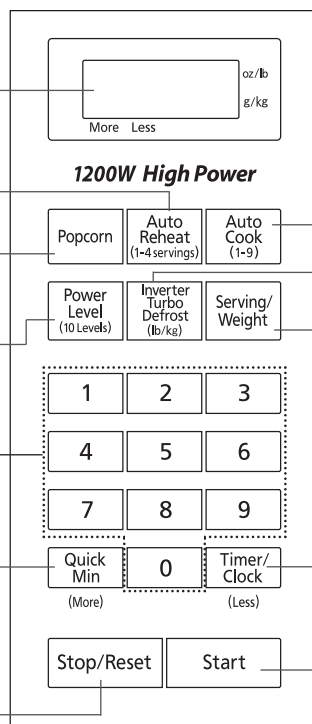 oz/lb
g/kg
More Less
1200W High Power
Popcorn
Auto
Reheat
(1-4 servings)
Auto
Cook
(1-9)
Power
Level
(10 Levels)
Inverter
Turbo
Defrost
(lb/kg)
Serving/
Weight
1 2 3
4 5 6
7 8 9
Quick
Min
(More)
0
Timer/
Clock
(Less)
Stop/Reset Start